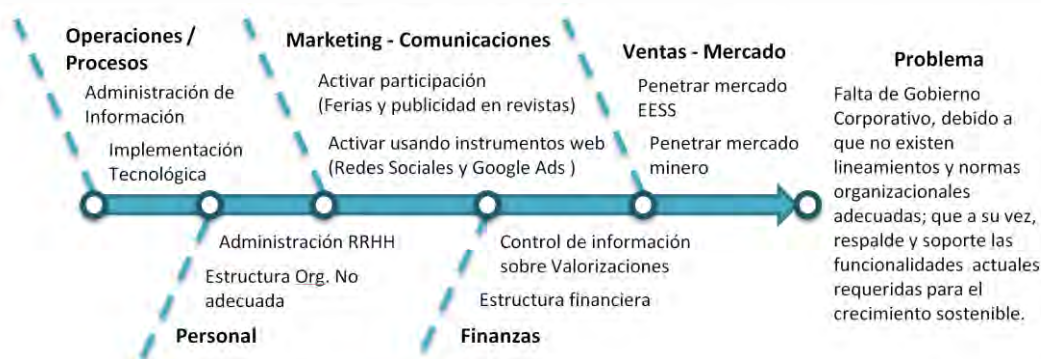 Operaciones /
Procesos
Administración de
Información
Implementación
Tecnológica
Marketing - Comunicaciones
Activar participación
(Ferias y publicidad en revistas)
Activar usando instrumentos web
(Redes Sociales y Google Ads )
Ventas - Mercado
Penetrar mercado
EESS
Penetrar mercado
minero
Problema
Falta de Gobierno
Corporativo, debido a
que no existen
lineamientos y normas
organizacionales
adecuadas; que a su vez,
respalde y soporte las
funcionalidades actuales
requeridas para el
crecimiento sostenible.
Administración RRHH
Estructura Org. No
adecuada
Personal
Control de información
sobre Valorizaciones
Estructura financiera
Finanzas